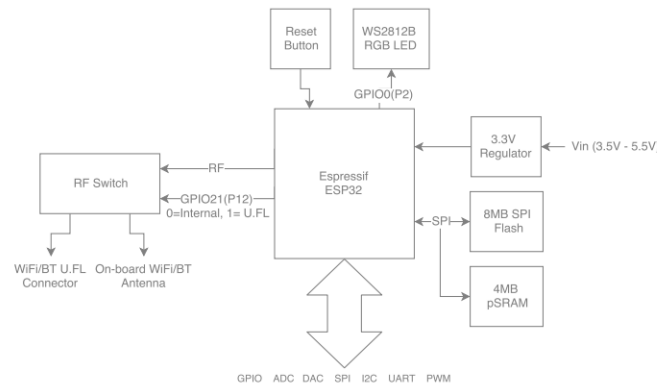 Reset
Button
WS2812B
RGB LED
GPIO0(P2)
Espressif
ESP32
3.3V
Regulator
Vin (3.5V - 5.5V)
RF
RF Switch
GPIO21(P12)
0=Internal, 1= U.FL
SPI
8MB SPI
Flash
WiFi/BT U.FL
Connector
On-board WiFi/BT
Antenna
4MB
pSRAM
GPIO ADC DAC SPI I2C UART PWM